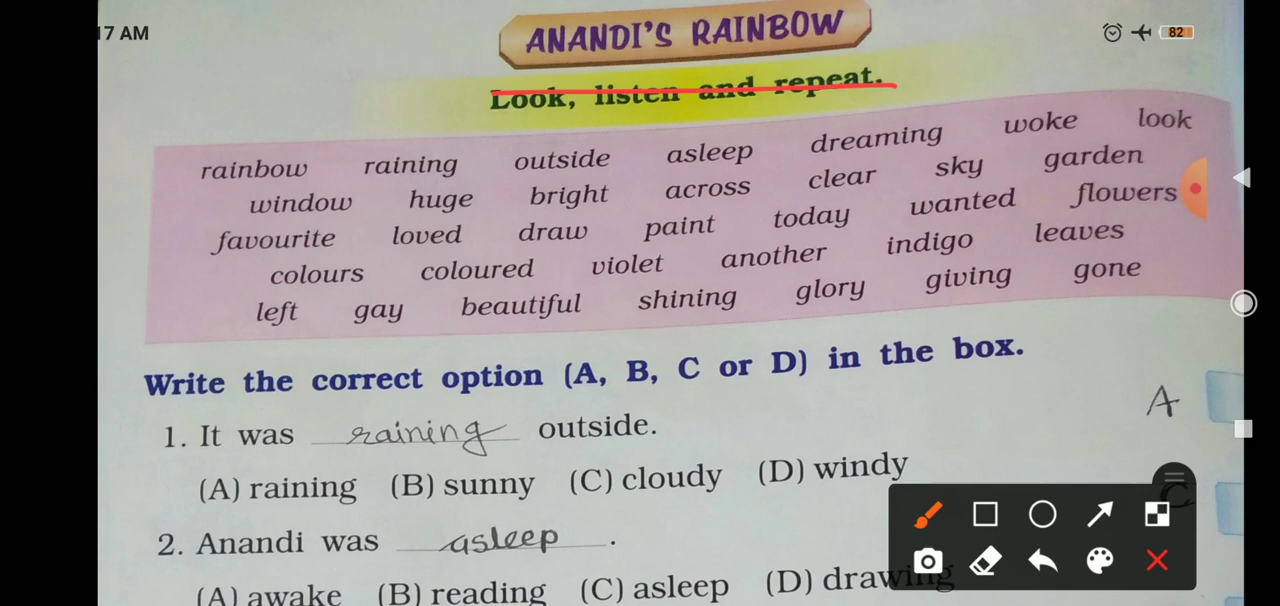 17 AM
82
ANANDI'S RAINBOW
Look, listen and repeat.
rainbow raining outside asleep dreaming woke look
window huge bright across clear sky garden
favourite loved draw paint today wanted flowers
colours coloured violet another indigo leaves
left gay beautiful shining glory giving gone
Write the correct option (A, B, C or D) in the box.
A
1. It was raining outside.
(A) raining (B) sunny (C) cloudy (D) windy
C
2. Anandi was asleep.
(A) awake (B) reading (C) asleep (D) drawing